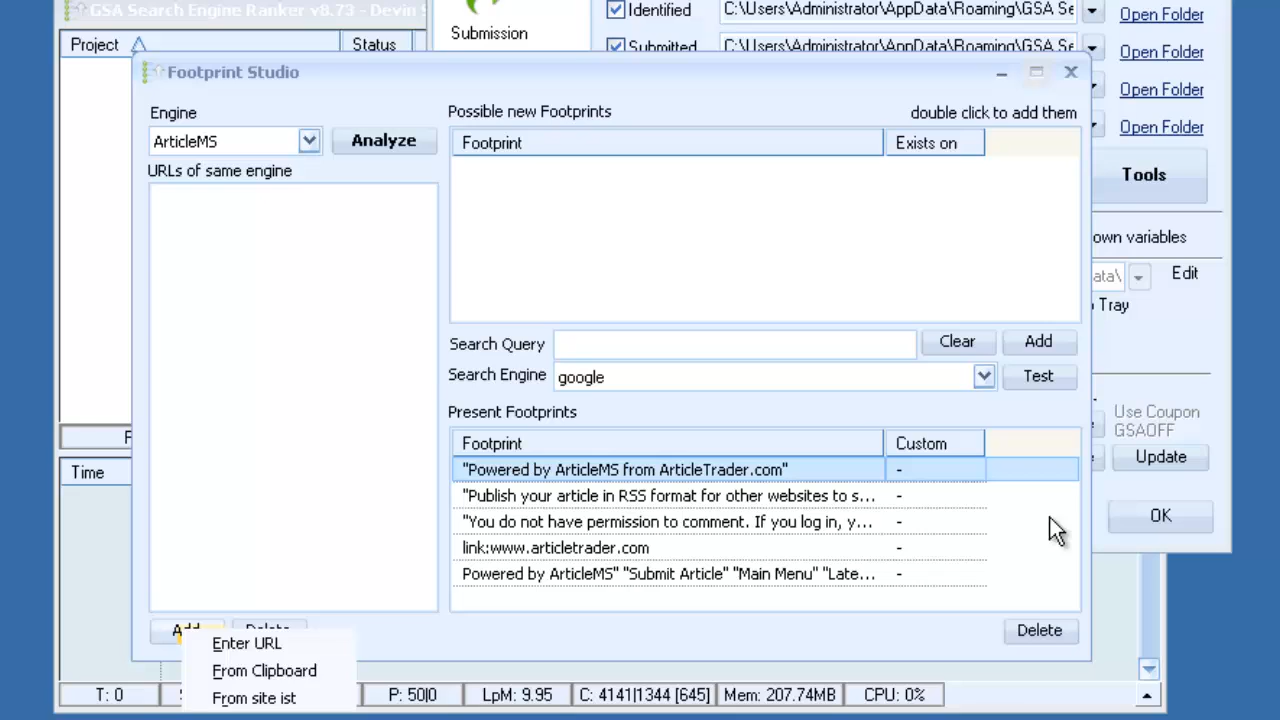 GSA Search Engine Ranker v8.73 - Devin S
Submission
Identified
C:\Users\Administrator\AppData\Roaming\GSA Se
Open Folder
Submitted
C:\Users\Administrator\AppData\Roaming\GSA Se
Open Folder
Open Folder
Open Folder
Project
Status
Footprint Studio
Engine
ArticleMS
Analyze
URLs of same engine
Possible new Footprints
double click to add them
Footprint
Exists on
Tools
own variables
ata\
Edit
Tray
Search Query
Clear
Add
Search Engine
google
Test
Present Footprints
Footprint
Custom
"Powered by ArticleMS from ArticleTrader.com"
-
"Publish your article in RSS format for other websites to s...
-
"You do not have permission to comment. If you log in, y...
-
link:www.articletrader.com
-
Powered by ArticleMS" "Submit Article" "Main Menu" "Late...
-
Use Coupon
GSAOFF
Update
OK
Time
Add
Delete
Delete
Enter URL
From Clipboard
From site ist
T: 0
P: 50|0
LpM: 9.95
C: 4141|1344 [645]
Mem: 207.74MB
CPU: 0%